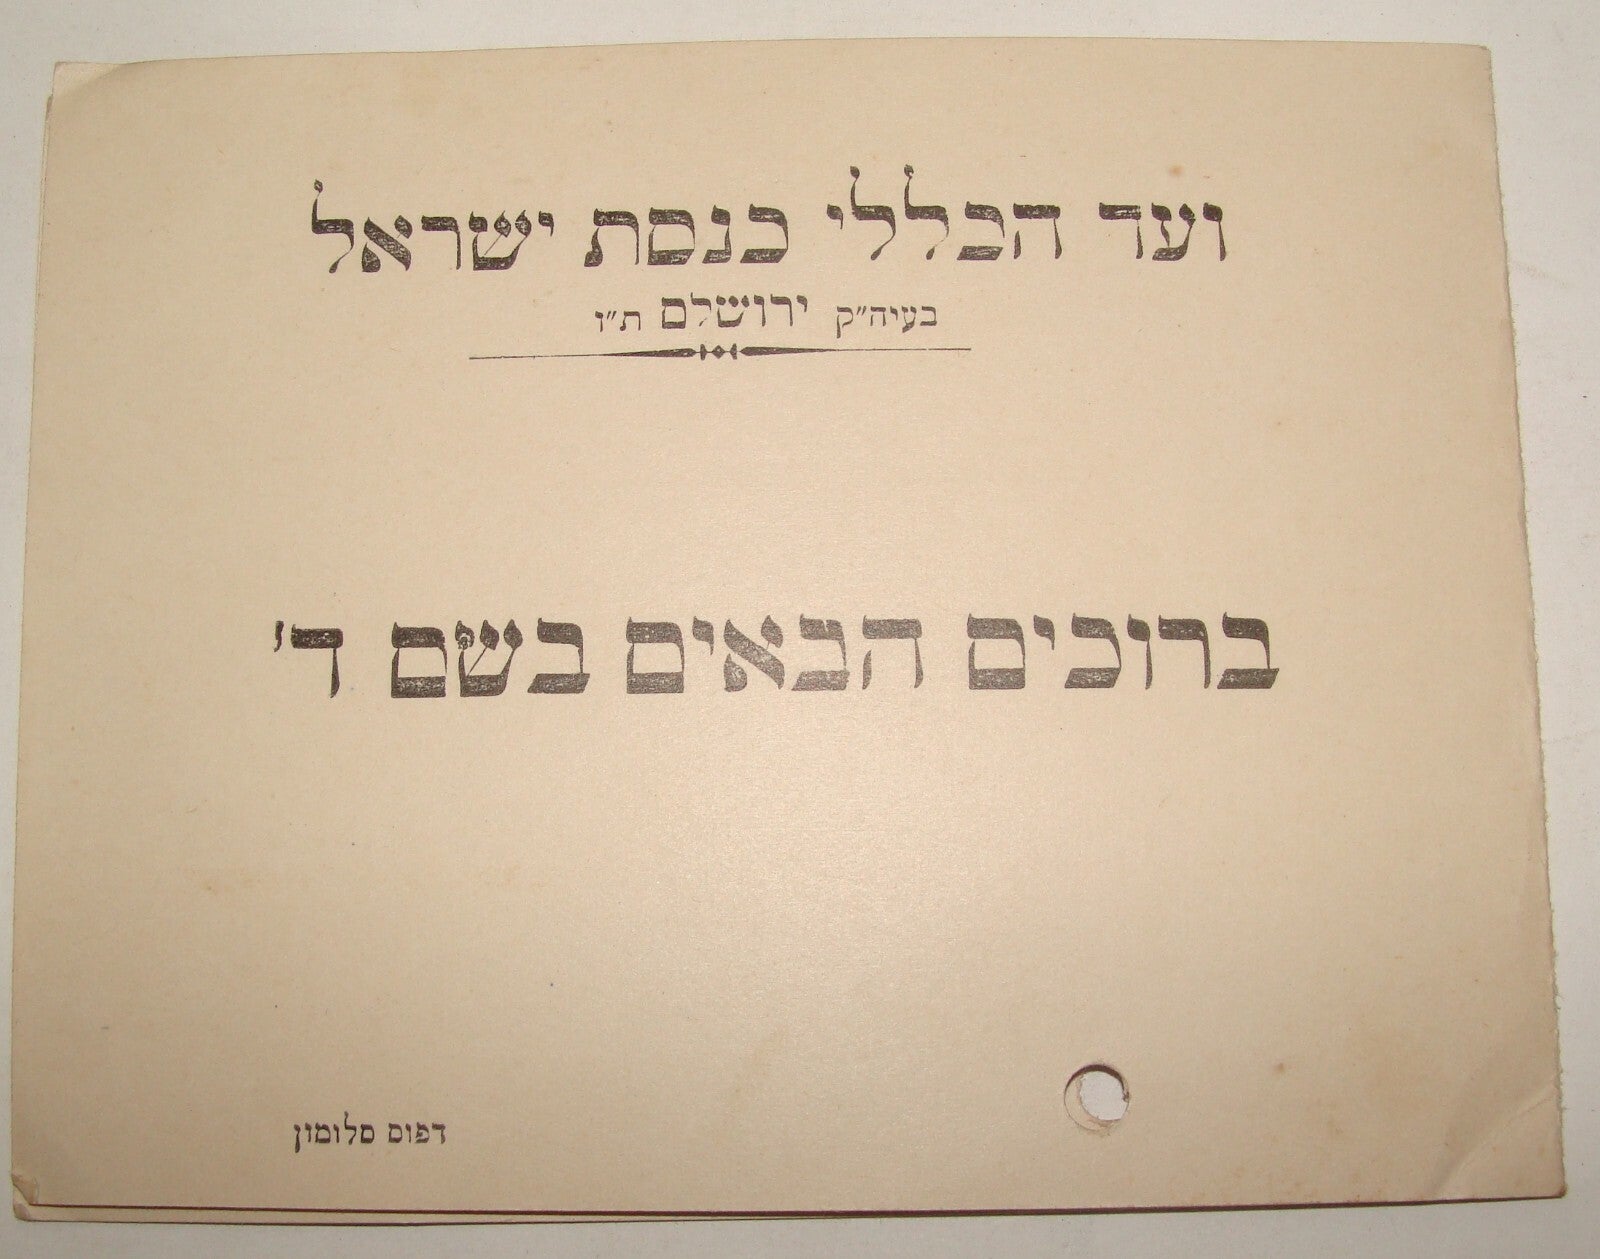 ועד הכללי כנסת ישראל
בעיה״ק ירושלם ת״ו
ברוכים הבאים בשם ד'
דפוס סלומון